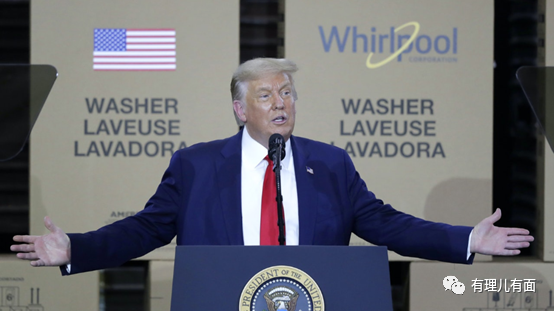 Whirlpool
CORPORATION
WASHER
LAVEUSE
LAVADORA
WASHER
LAVEUSE
LAVADORA
PRESIDENT OF THE UNITED
有理儿有面